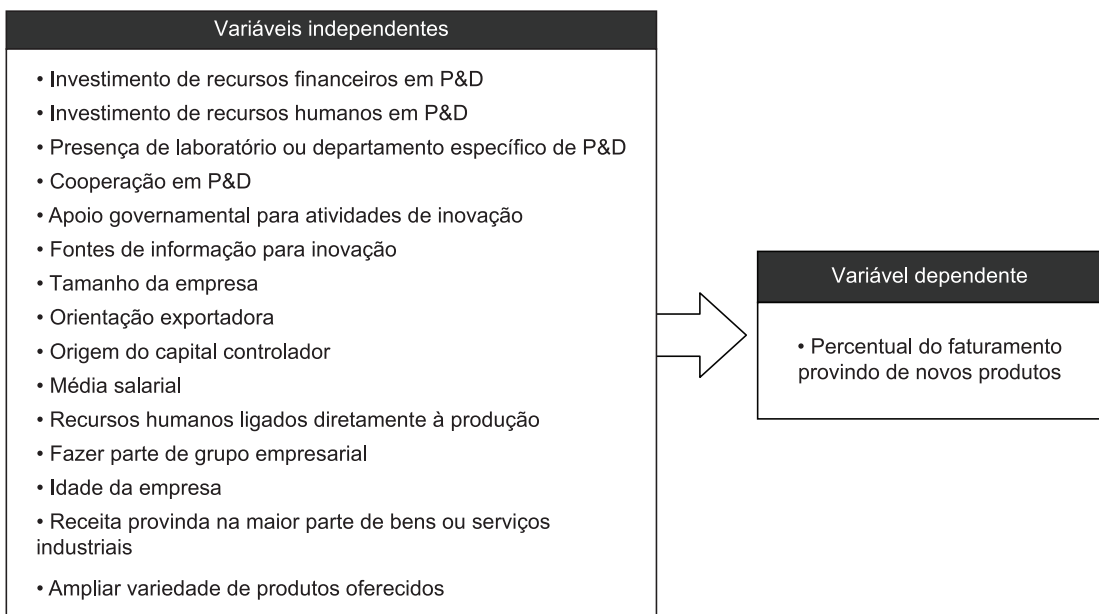 Variáveis independentes
• Investimento de recursos financeiros em P&D
• Investimento de recursos humanos em P&D
• Presença de laboratório ou departamento específico de P&D
• Cooperação em P&D
• Apoio governamental para atividades de inovação
• Fontes de informação para inovação
• Tamanho da empresa
• Orientação exportadora
• Origem do capital controlador
• Média salarial
• Recursos humanos ligados diretamente à produção
• Fazer parte de grupo empresarial
• Idade da empresa
• Receita provinda na maior parte de bens ou serviços
industriais
• Ampliar variedade de produtos oferecidos
Variável dependente
• Percentual do faturamento
provindo de novos produtos